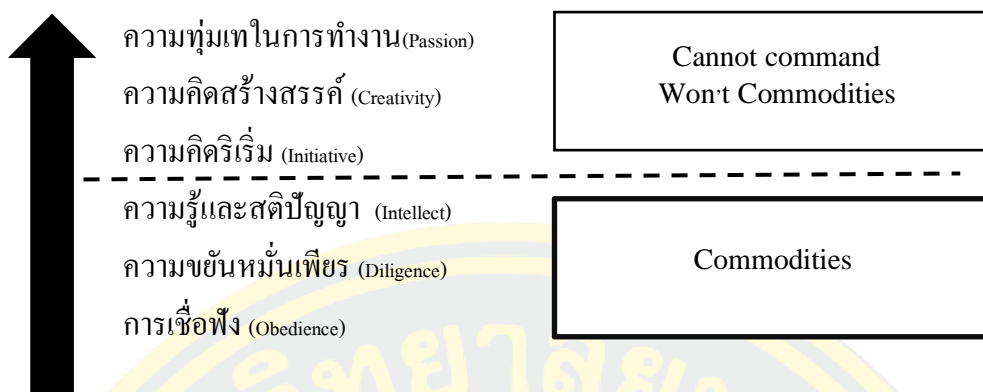 ความทุ่มเทในการทำงาน(Passion)
ความคิดสร้างสรรค์ (Creativity)
ความคิดริเริ่ม (Initiative)
Cannot command
Won't Commodities
ความรู้และสติปัญญา (Intellect)
ความขยันหมั่นเพียร (Diligence)
การเชื่อฟัง (Obedience)
Commodities